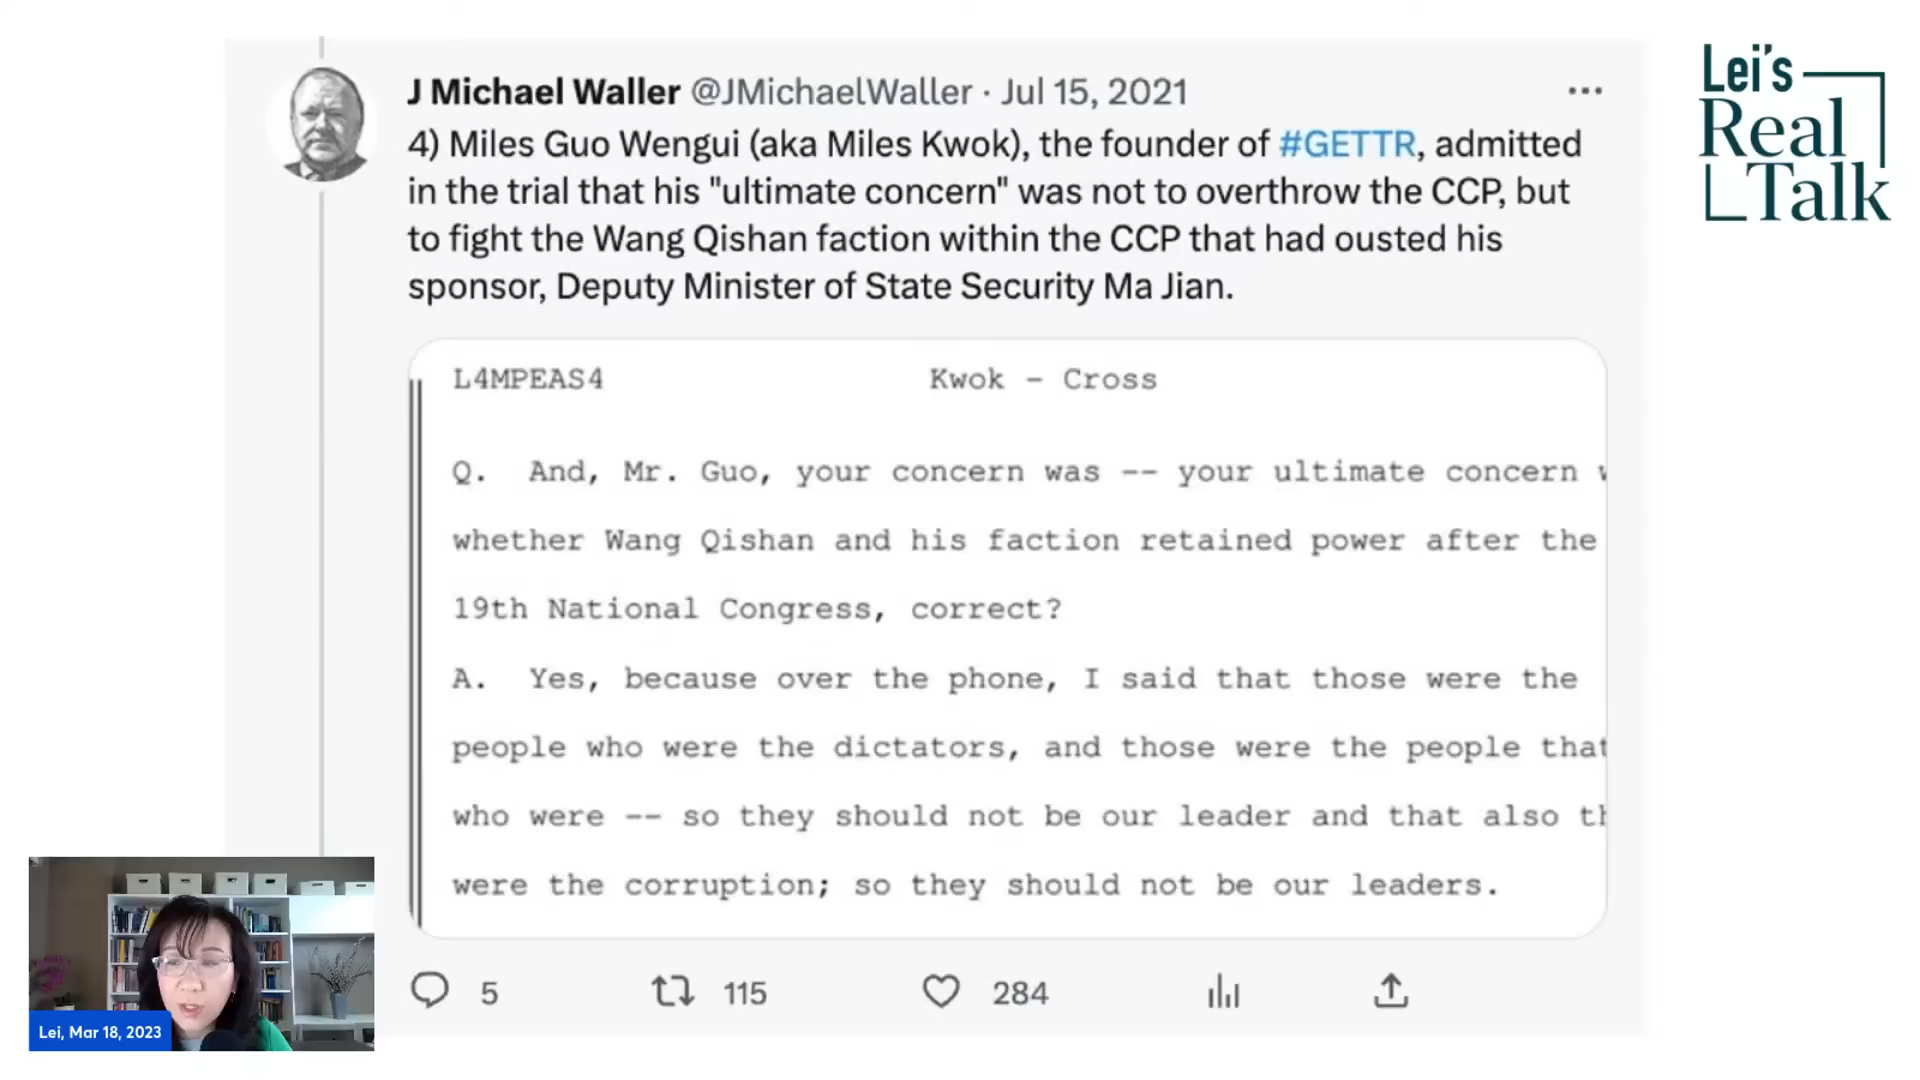 J Michael Waller @JMichaelWaller · Jul 15, 2021
4) Miles Guo Wengui (aka Miles Kwok), the founder of #GETTR, admitted
in the trial that his "ultimate concern" was not to overthrow the CCP, but
to fight the Wang Qishan faction within the CCP that had ousted his
sponsor, Deputy Minister of State Security Ma Jian.
L4MPEAS4 Kwok - Cross
Q. And, Mr. Guo, your concern was -- your ultimate concern
whether Wang Qishan and his faction retained power after the
19th National Congress, correct?
A. Yes, because over the phone, I said that those were the
people who were the dictators, and those were the people that
who were -- so they should not be our leader and that also
were the corruption; so they should not be our leaders.
5 115 284
Lei's
Real
Talk
Lei, Mar 18, 2023